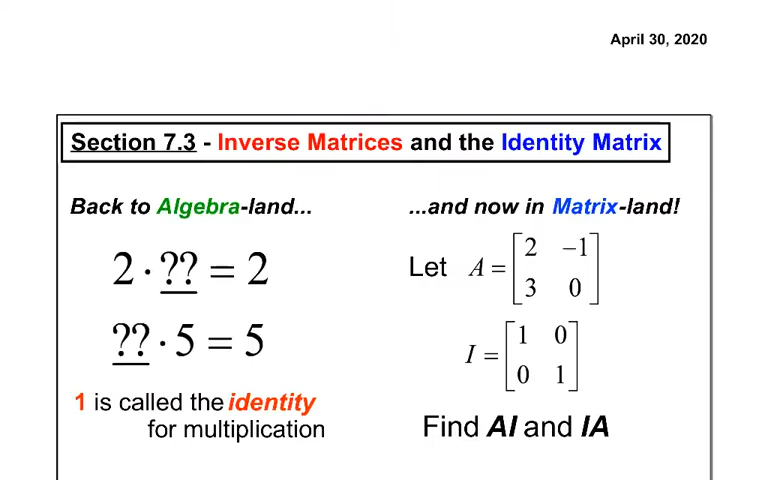 April 30, 2020
Section 7.3 - Inverse Matrices and the Identity Matrix
Back to Algebra-land...
2 · ?? = 2
?? · 5 = 5
1 is called the identity
for multiplication
...and now in Matrix-land!
Let A = [2 −1
3 0]
I = [1 0
0 1]
Find AI and IA